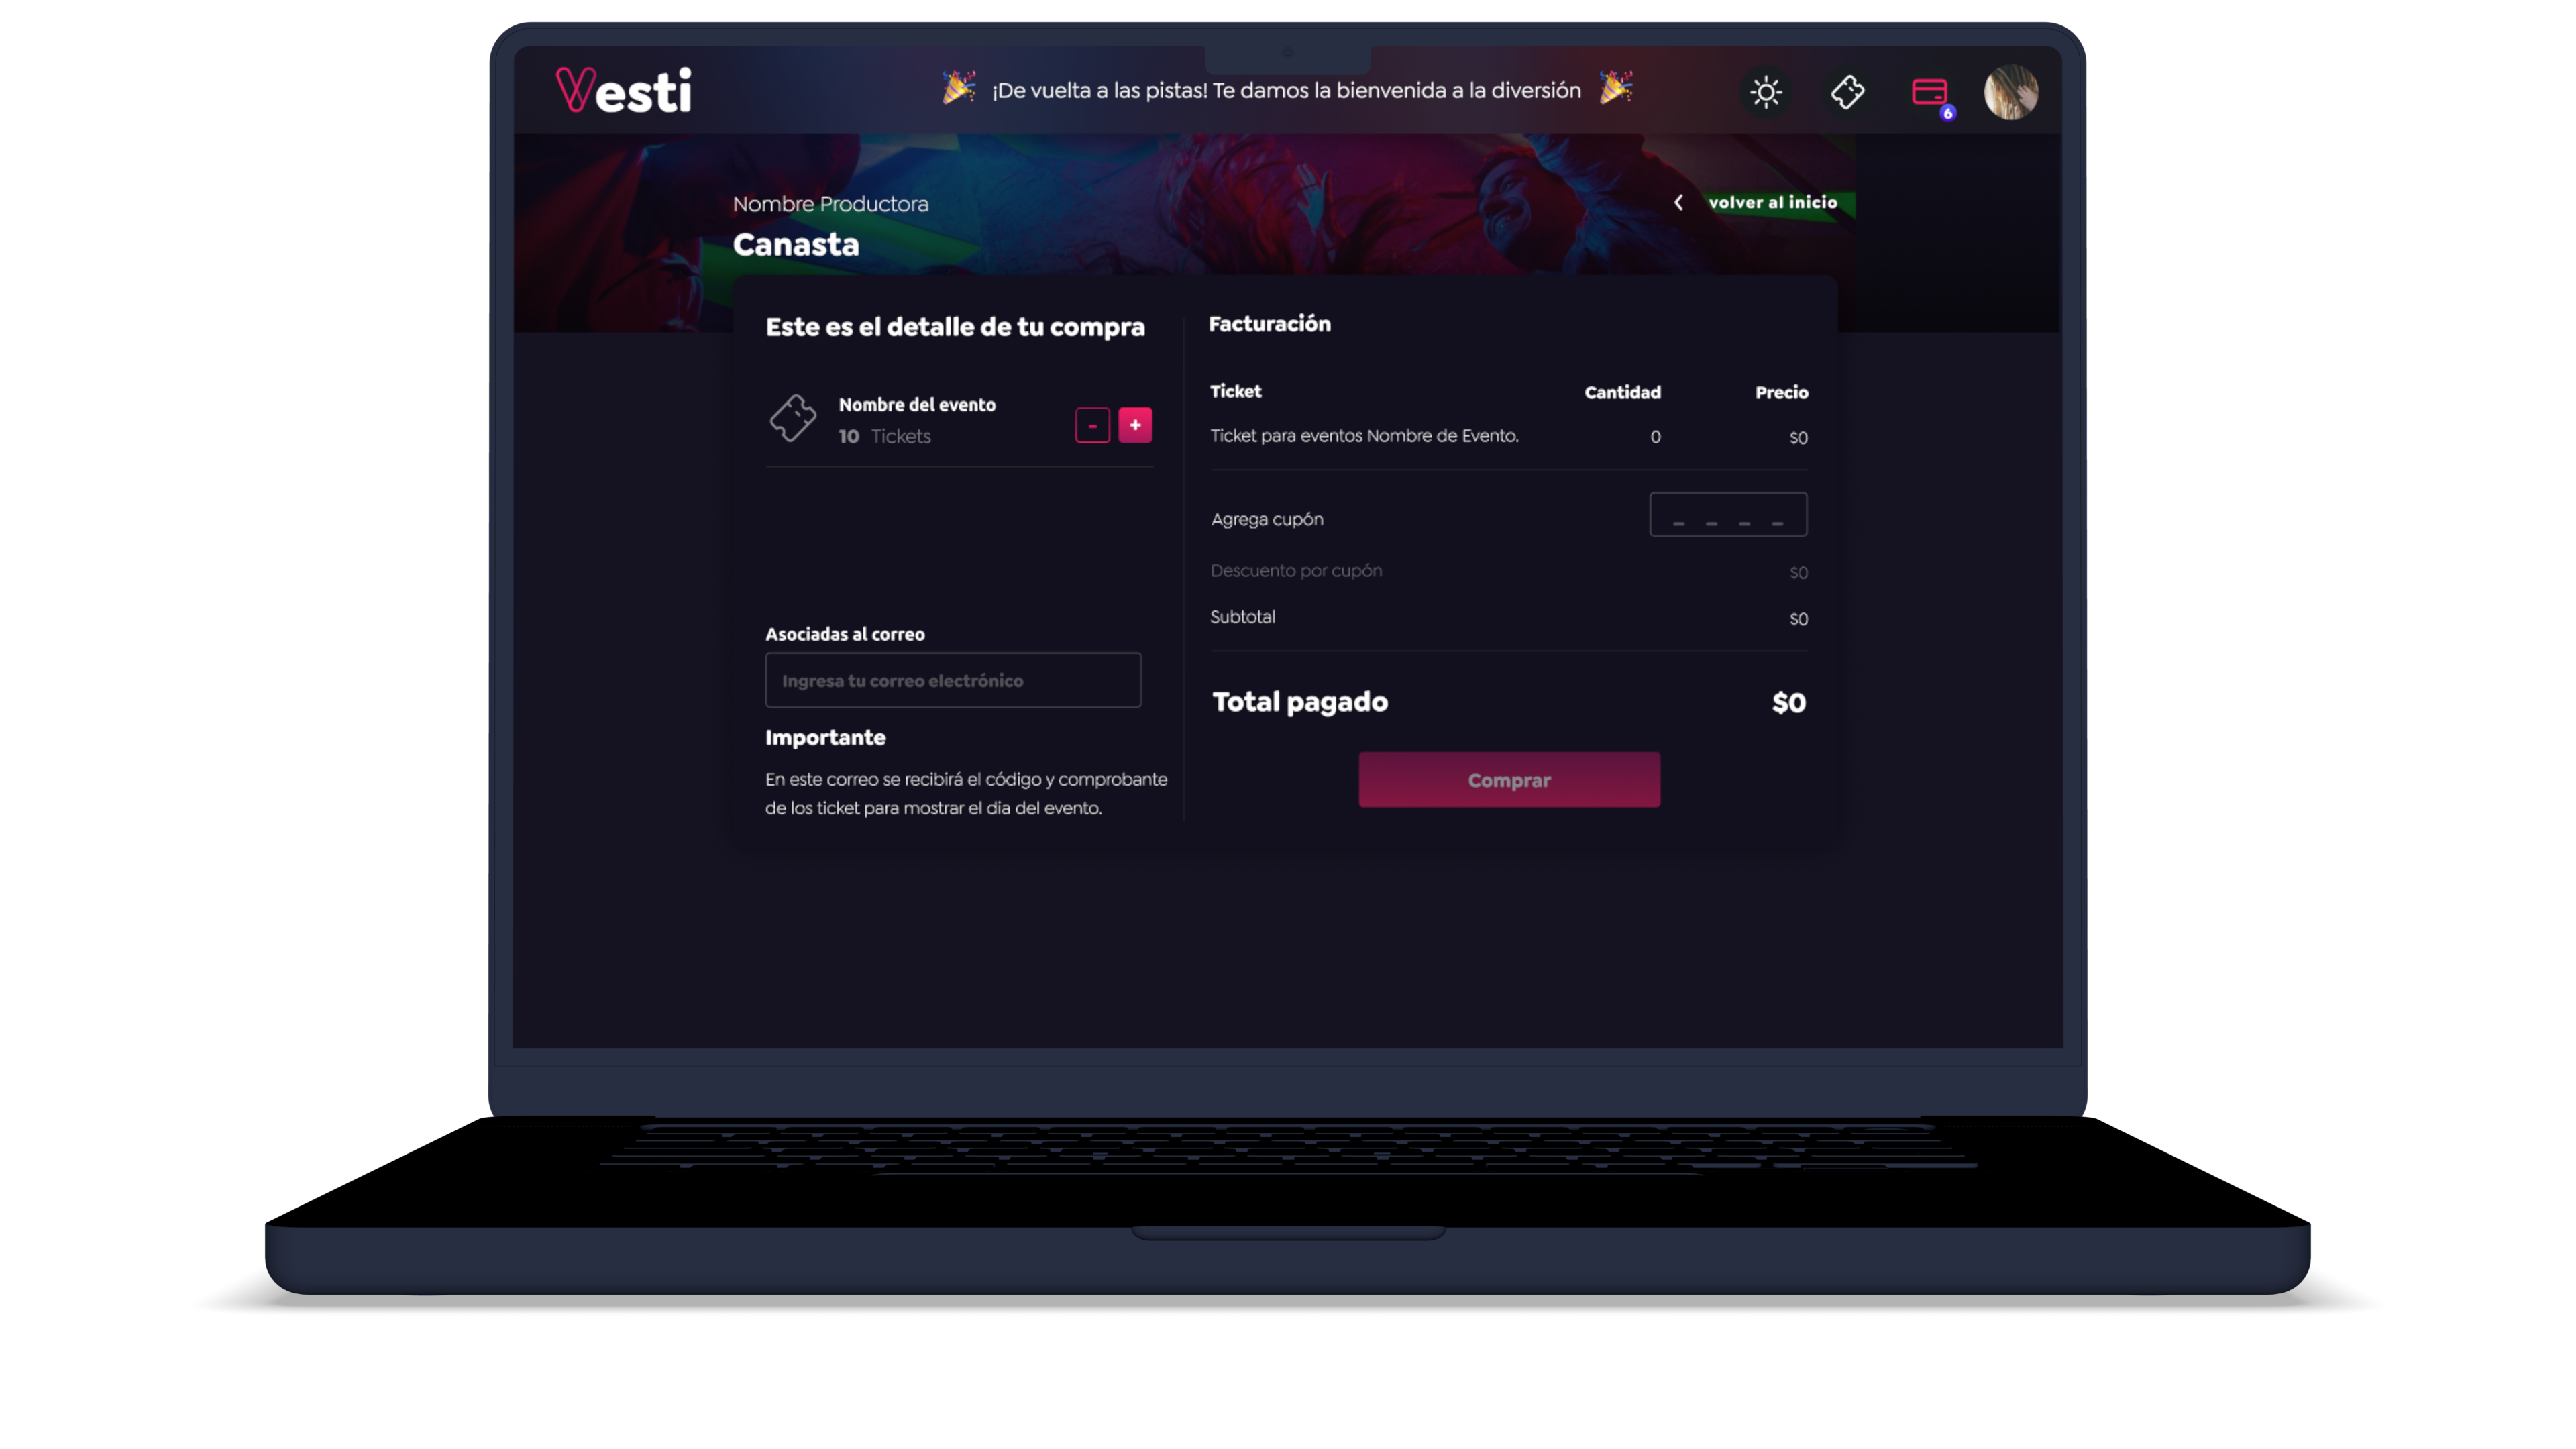 Vesti
¡De vuelta a las pistas! Te damos la bienvenida a la diversión
6
Nombre Productora
volver al inicio
Canasta
Este es el detalle de tu compra
Nombre del evento
10 Tickets
- +
Asociadas al correo
Ingresa tu correo electrónico
Importante
En este correo se recibirá el código y comprobante
de los ticket para mostrar el dia del evento.
Facturación
Ticket Cantidad Precio
Ticket para eventos Nombre de Evento. 0 $0
Agrega cupón _ _ _ _
Descuento por cupón $0
Subtotal $0
Total pagado $0
Comprar